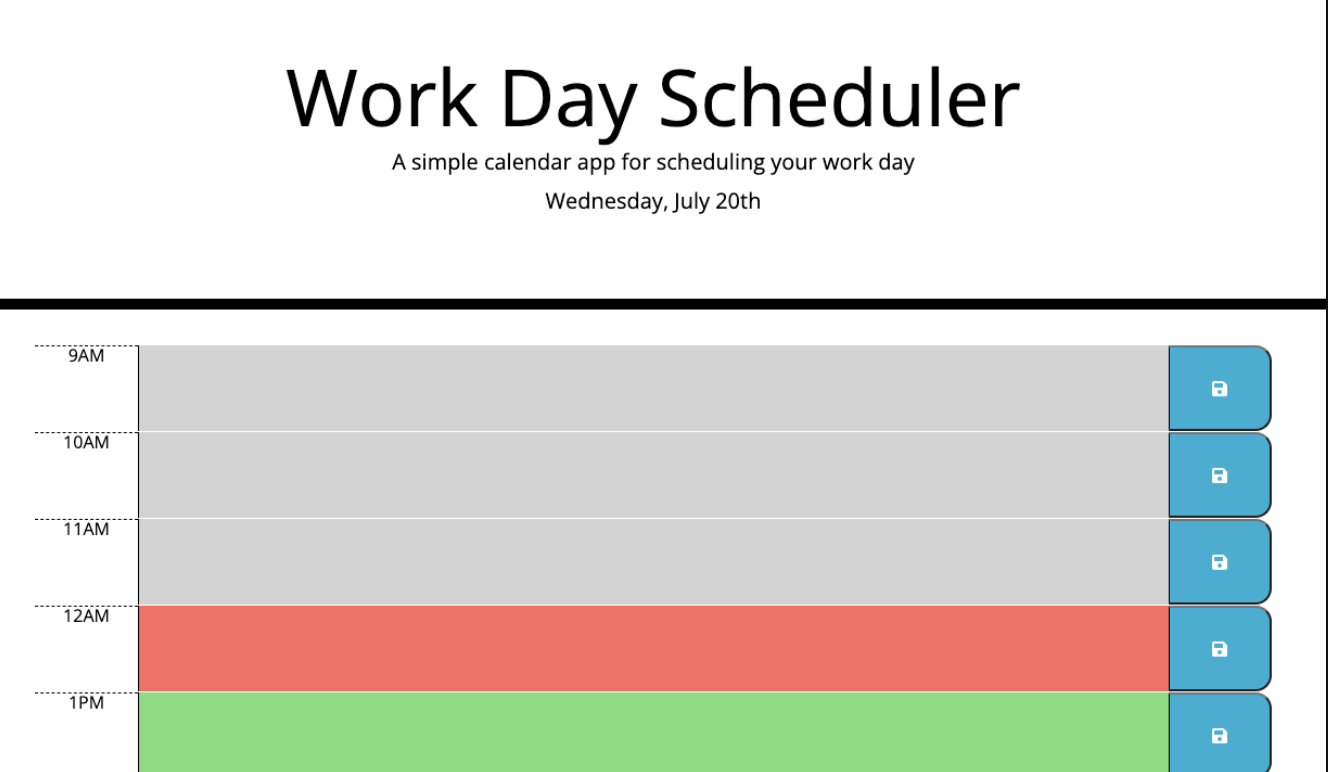 Work Day Scheduler
A simple calendar app for scheduling your work day
Wednesday, July 20th
9AM
10AM
11AM
12AM
1PM